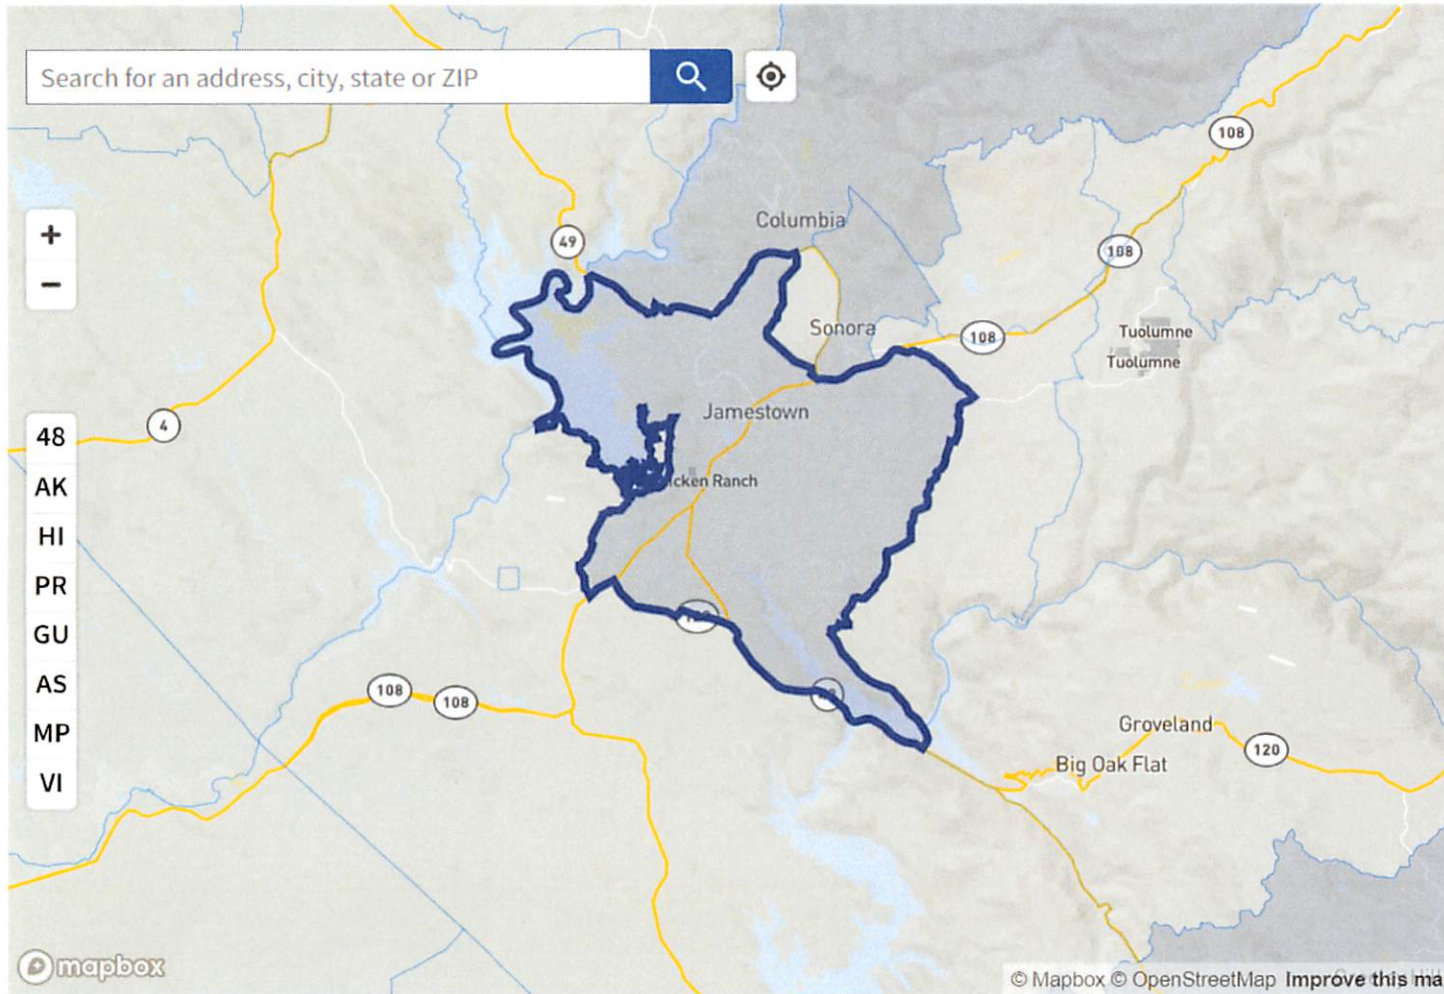 108
Search for an address, city, state or ZIP
Columbia
+
49
108
−
Sonora
108
Tuolumne
Tuolumne
Jamestown
4
48
AK
icken Ranch
HI
PR
GU
AS
108
108
MP
Groveland
120
Big Oak Flat
VI
mapbox
© Mapbox © OpenStreetMap Improve this ma